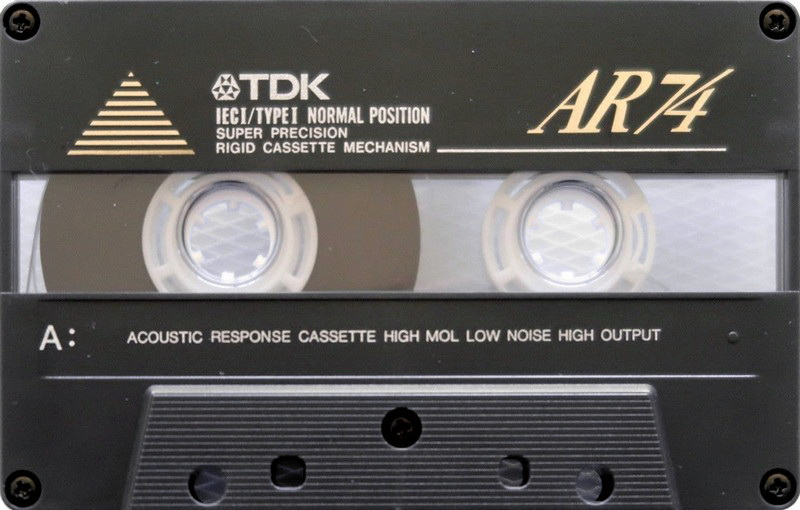 TDK
AR74
IECI/TYPEI NORMAL POSITION
SUPER PRECISION
RIGID CASSETTE MECHANISM
A: ACOUSTIC RESPONSE CASSETTE HIGH MOL LOW NOISE HIGH OUTPUT